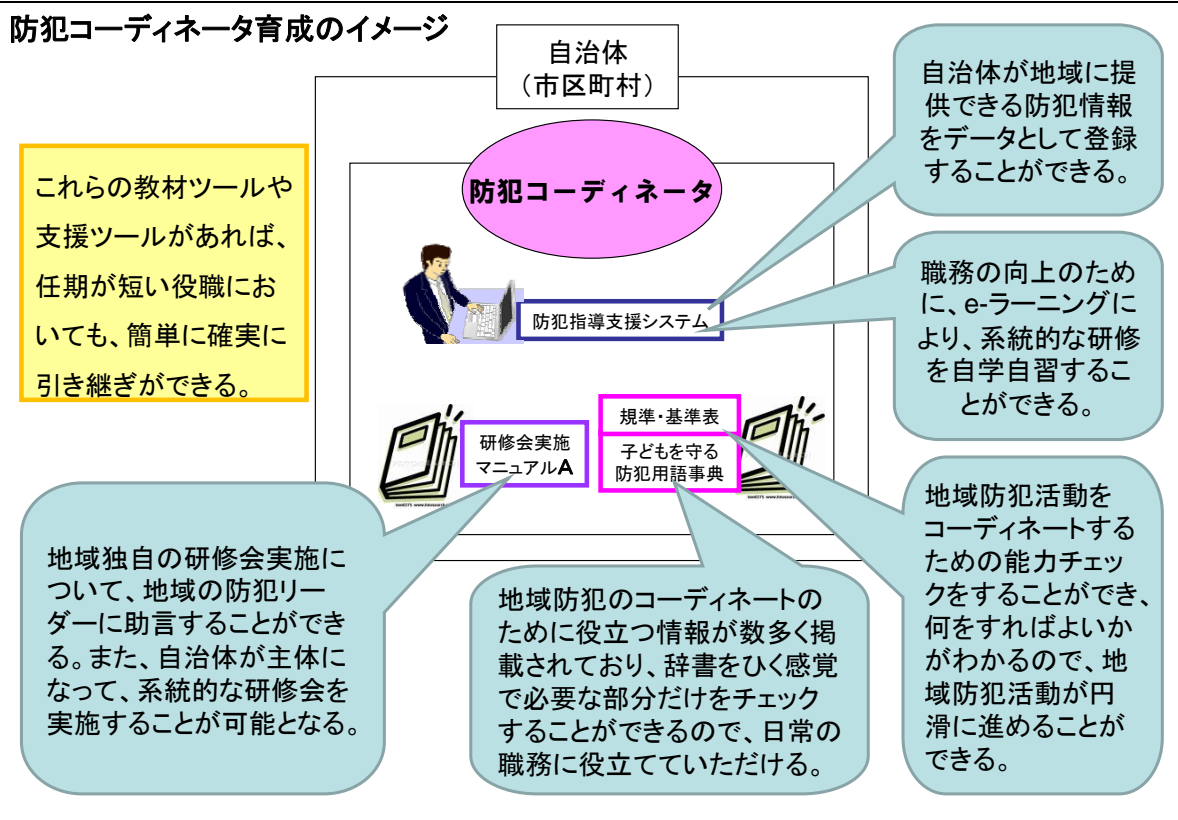 防犯コーディネータ育成のイメージ
自治体
（市区町村）
自治体が地域に提
供できる防犯情報
をデータとして登録
することができる。
これらの教材ツールや
支援ツールがあれば、
任期が短い役職にお
いても、簡単に確実に
引き継ぎができる。
防犯コーディネータ
職務の向上のため
に、e-ラーニングに
より、系統的な研修
を自学自習するこ
とができる。
防犯指導支援システム
研修会実施
マニュアルA
規準・基準表
子どもを守る
防犯用語事典
地域独自の研修会実施に
ついて、地域の防犯リー
ダーに助言することができ
る。また、自治体が主体に
なって、系統的な研修会を
実施することが可能となる。
地域防犯のコーディネートの
ために役立つ情報が数多く掲
載されており、辞書をひく感覚
で必要な部分だけをチェック
することができるので、日常の
職務に役立てていただける。
地域防犯活動を
コーディネートする
ための能力チェッ
クをすることができ、
何をすればよいか
がわかるので、地
域防犯活動が円
滑に進めることが
できる。